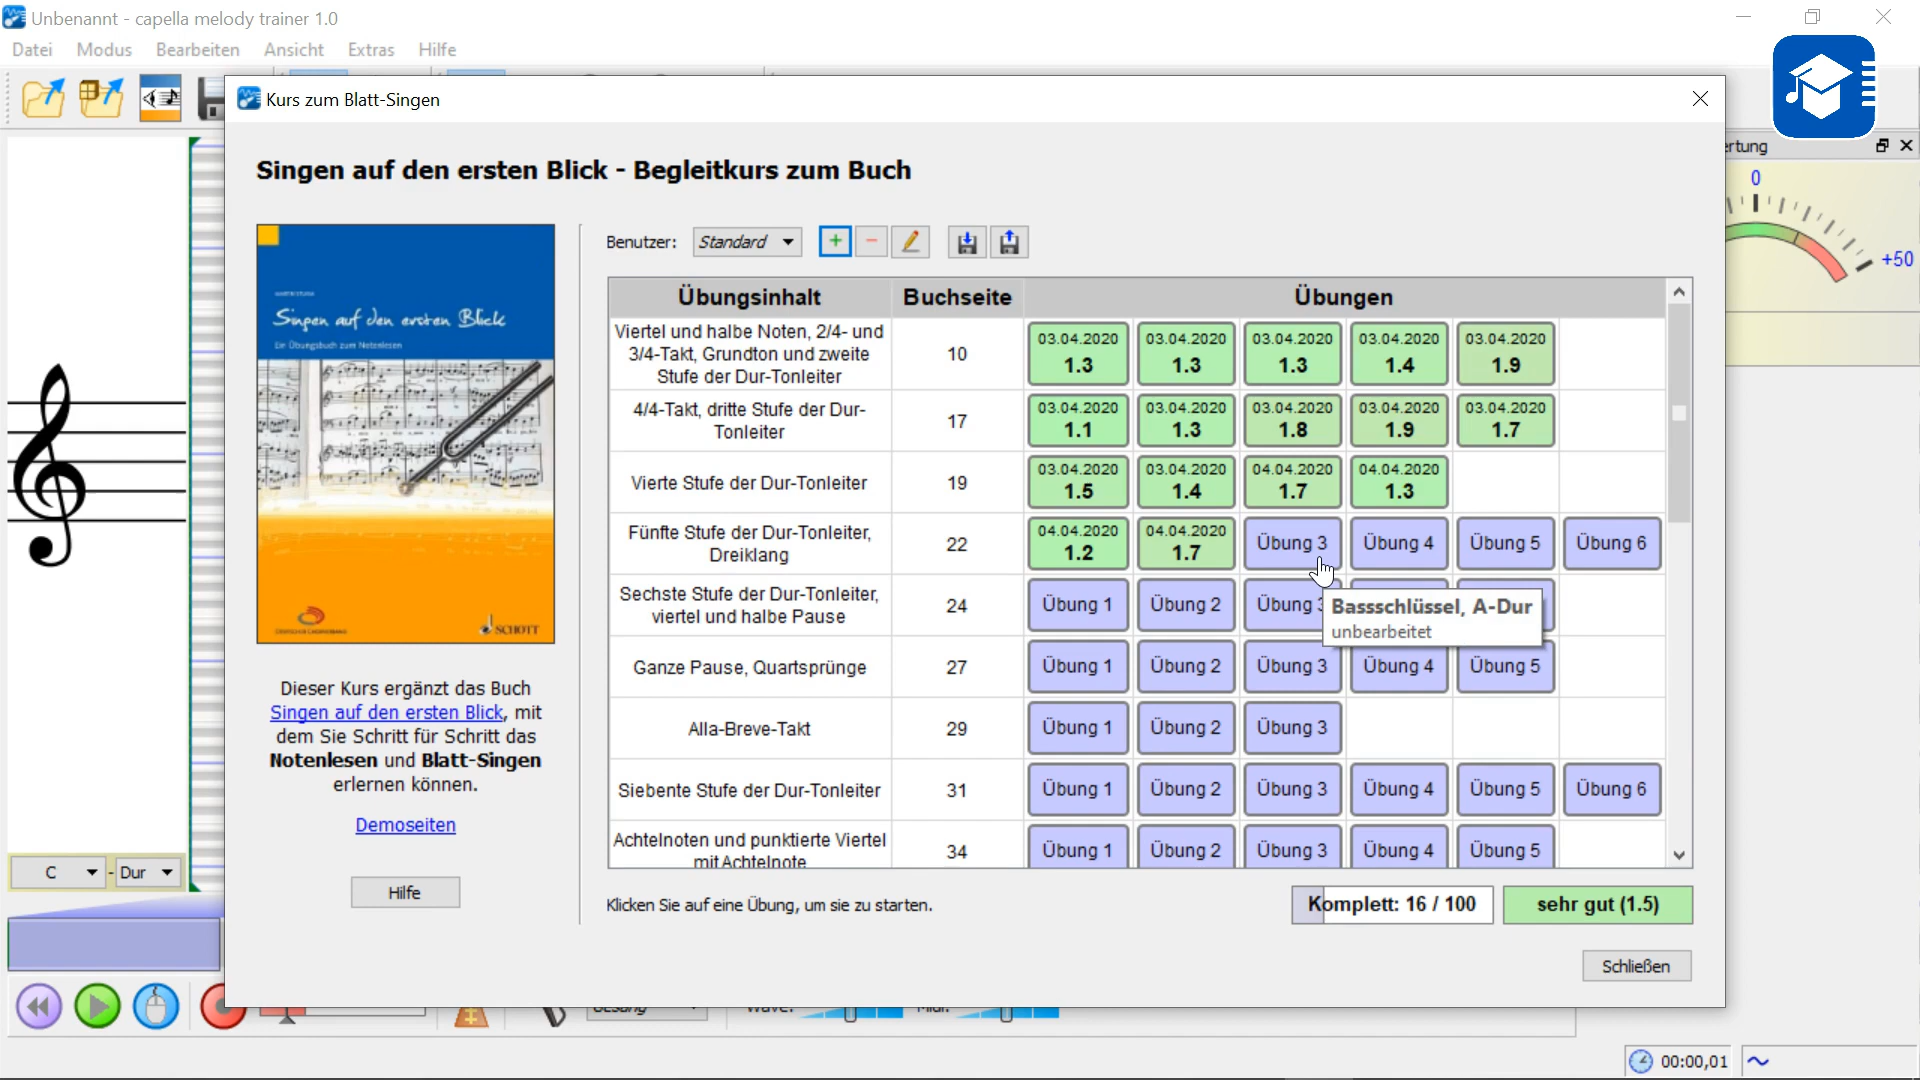 Unbenannt - capella melody trainer 1.0
Datei Modus Bearbeiten Ansicht Extras Hilfe
Kurs zum Blatt-Singen
Singen auf den ersten Blick - Begleitkurs zum Buch
Singen auf den ersten Blick
Ein Übungsbuch zum Notenlesen
SCHOTT
Dieser Kurs ergänzt das Buch
Singen auf den ersten Blick, mit
dem Sie Schritt für Schritt das
Notenlesen und Blatt-Singen
erlernen können.
Demoseiten
Hilfe
Benutzer: Standard
Übungsinhalt Buchseite Übungen
Viertel und halbe Noten, 2/4- und
3/4-Takt, Grundton und zweite
Stufe der Dur-Tonleiter
10
03.04.2020 03.04.2020 03.04.2020 03.04.2020 03.04.2020
1.3 1.3 1.3 1.4 1.9
4/4-Takt, dritte Stufe der Dur-
Tonleiter
17
03.04.2020 03.04.2020 03.04.2020 03.04.2020 03.04.2020
1.1 1.3 1.8 1.9 1.7
Vierte Stufe der Dur-Tonleiter
19
03.04.2020 03.04.2020 04.04.2020 04.04.2020
1.5 1.4 1.7 1.3
Fünfte Stufe der Dur-Tonleiter,
Dreiklang
22
04.04.2020 04.04.2020
1.2 1.7
Übung 3 Übung 4 Übung 5 Übung 6
Sechste Stufe der Dur-Tonleiter,
viertel und halbe Pause
24
Übung 1 Übung 2 Übung
Bassschlüssel, A-Dur
unbearbeitet
Ganze Pause, Quartsprünge
27
Übung 1 Übung 2 Übung 3 Übung 4 Übung 5
Alla-Breve-Takt
29
Übung 1 Übung 2 Übung 3
Siebente Stufe der Dur-Tonleiter
31
Übung 1 Übung 2 Übung 3 Übung 4 Übung 5 Übung 6
Achtelnoten und punktierte Viertel
mit Achtelnote
34
Übung 1 Übung 2 Übung 3 Übung 4 Übung 5
Klicken Sie auf eine Übung, um sie zu starten.
Komplett: 16 / 100
sehr gut (1.5)
Schließen
ertung
0
+50
C - Dur
00:00,01